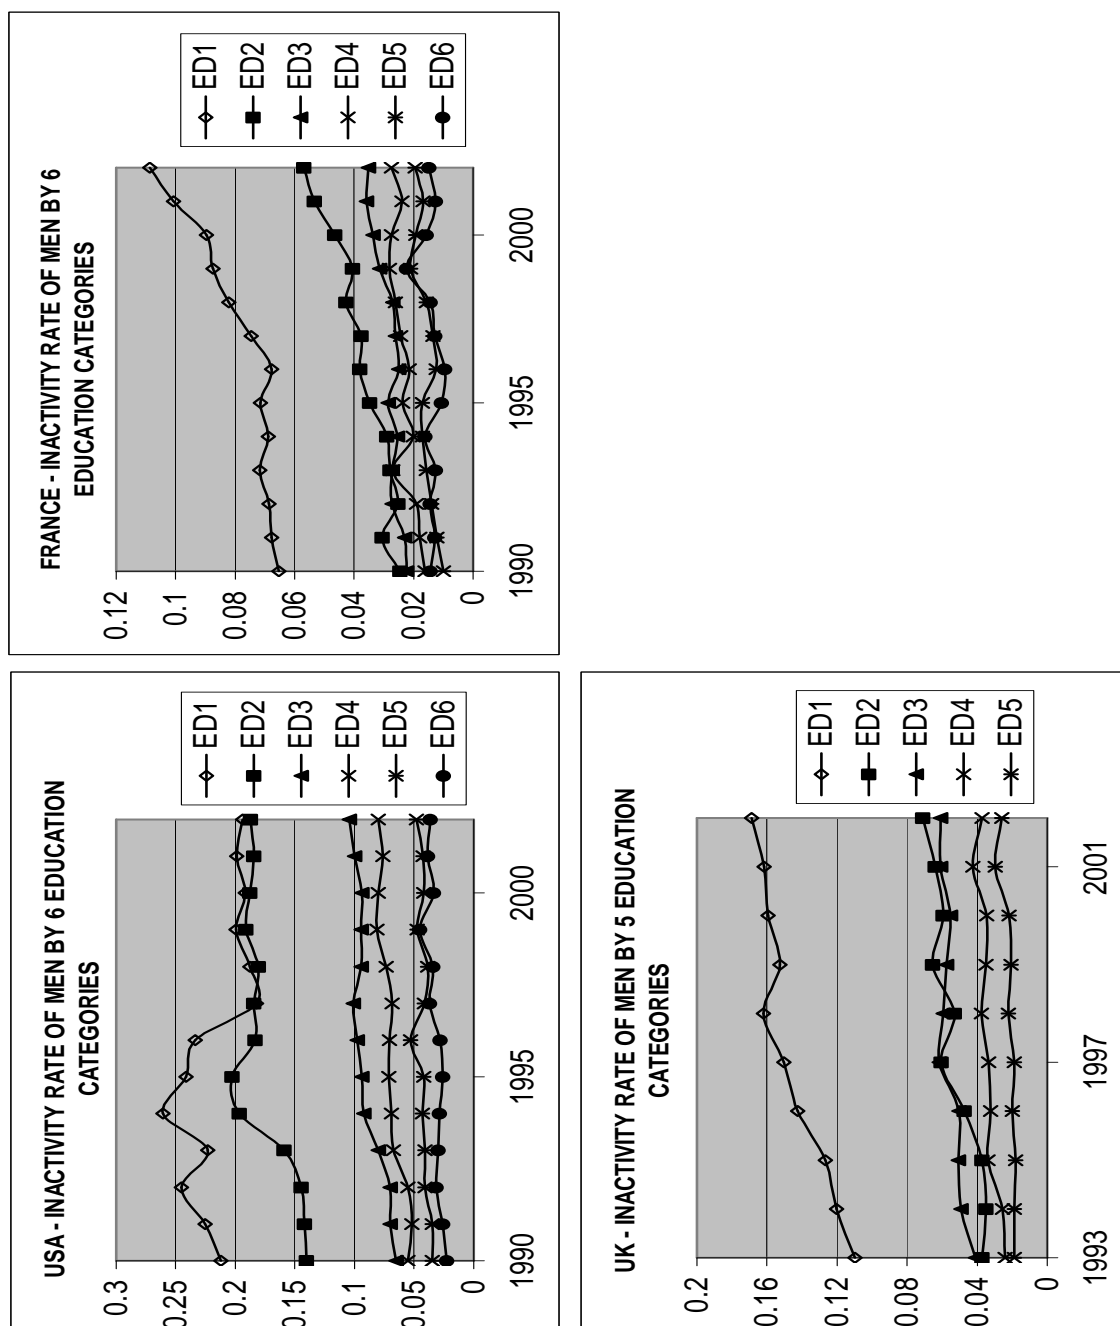 USA - INACTIVITY RATE OF MEN BY 6 EDUCATION
CATEGORIES
0.3
0.25
0.2
0.15
0.1
0.05
0
1990
1995
2000
ED1
ED2
ED3
ED4
ED5
ED6
FRANCE - INACTIVITY RATE OF MEN BY 6
EDUCATION CATEGORIES
0.12
0.1
0.08
0.06
0.04
0.02
0
1990
1995
2000
ED1
ED2
ED3
ED4
ED5
ED6
UK - INACTIVITY RATE OF MEN BY 5 EDUCATION
CATEGORIES
0.2
0.16
0.12
0.08
0.04
0
1993
1997
2001
ED1
ED2
ED3
ED4
ED5